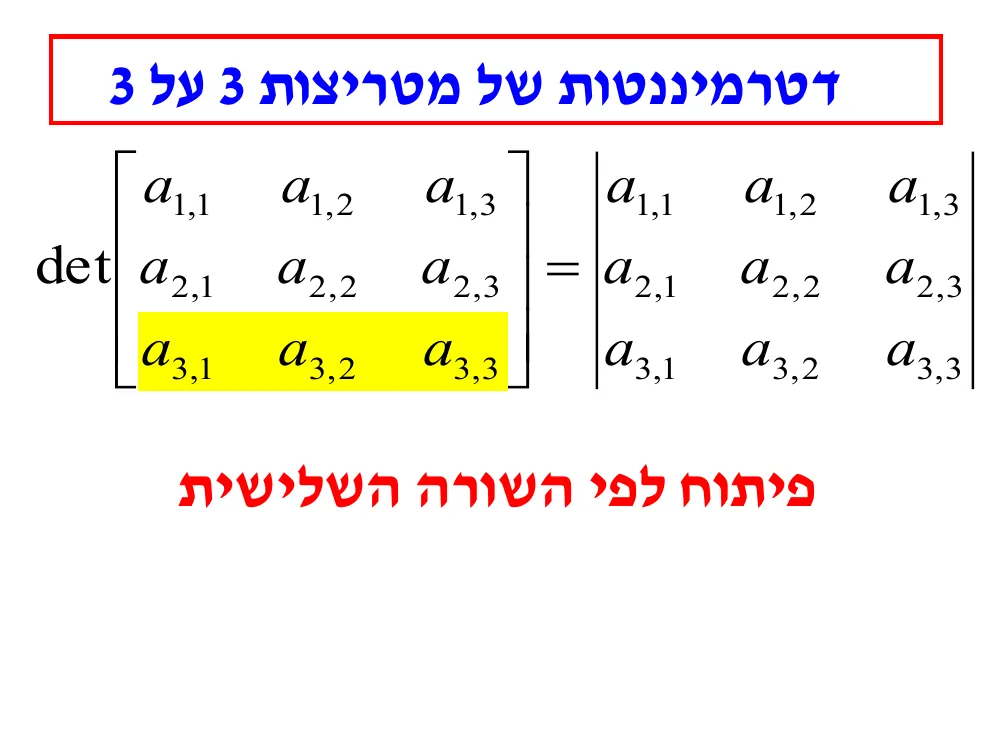 דטרמיננטות של מטריצות 3 על 3
a1,1 a1,2 a1,3 a1,1 a1,2 a1,3
det a2,1 a2,2 a2,3 = a2,1 a2,2 a2,3
a3,1 a3,2 a3,3 a3,1 a3,2 a3,3
פיתוח לפי השורה השלישית